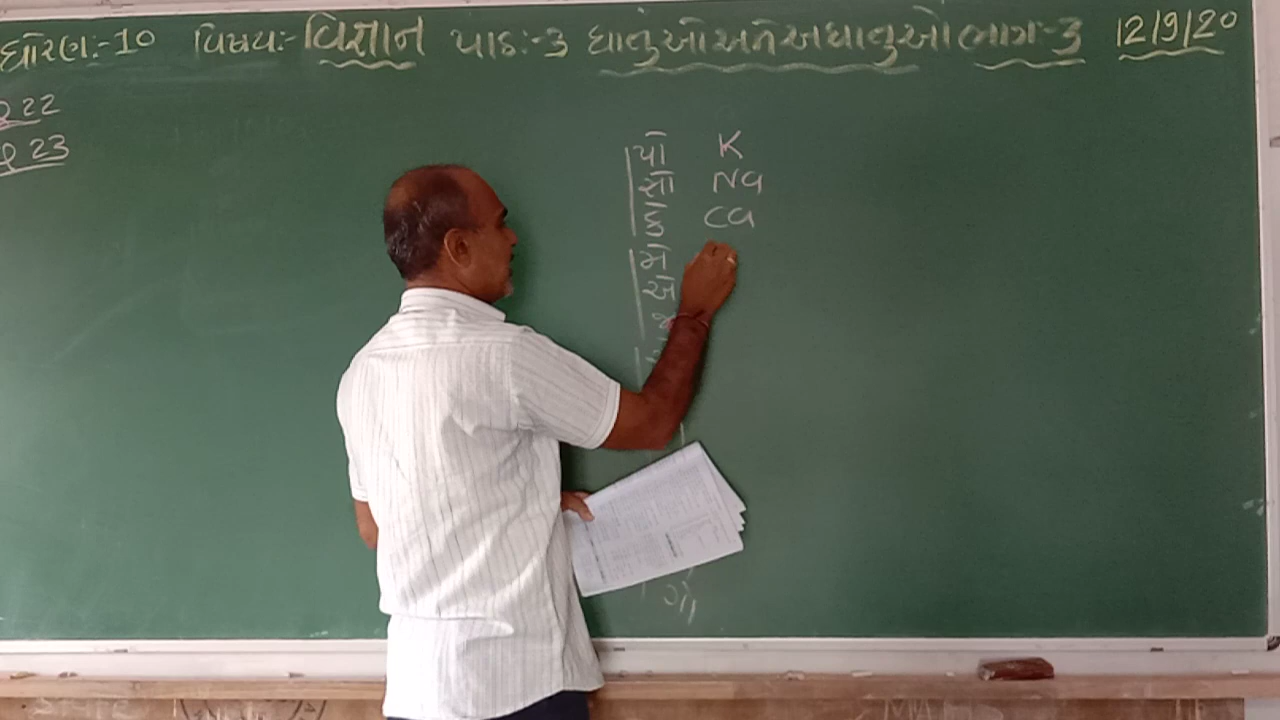 ધોરણ:-10 વિષય:- વિજ્ઞાન પાઠ:-3 ધાતુઓ અને અધાતુઓ ભાગ:-3 12/9/20
22
23
પો K
સો Na
કે Ca
મે
એ
ગો